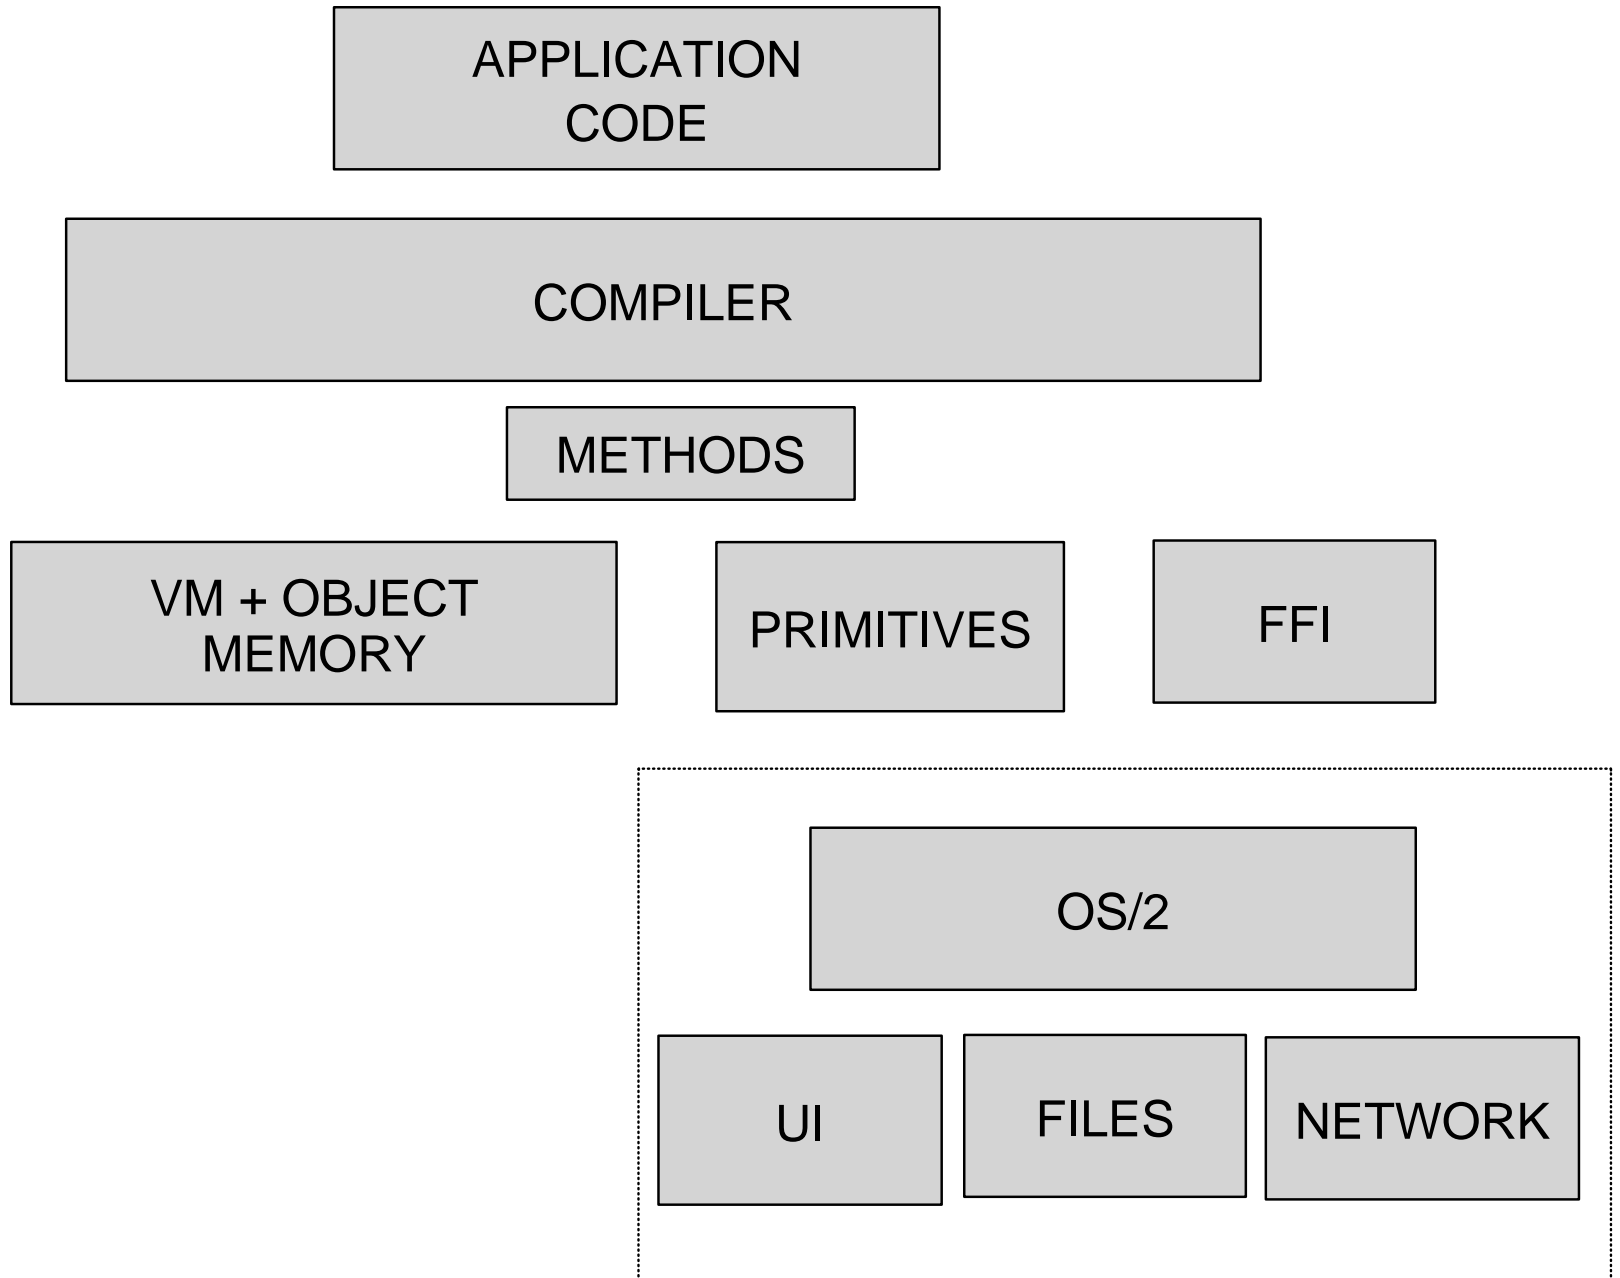 APPLICATION
CODE
COMPILER
METHODS
VM + OBJECT
MEMORY
PRIMITIVES
FFI
OS/2
UI
FILES
NETWORK